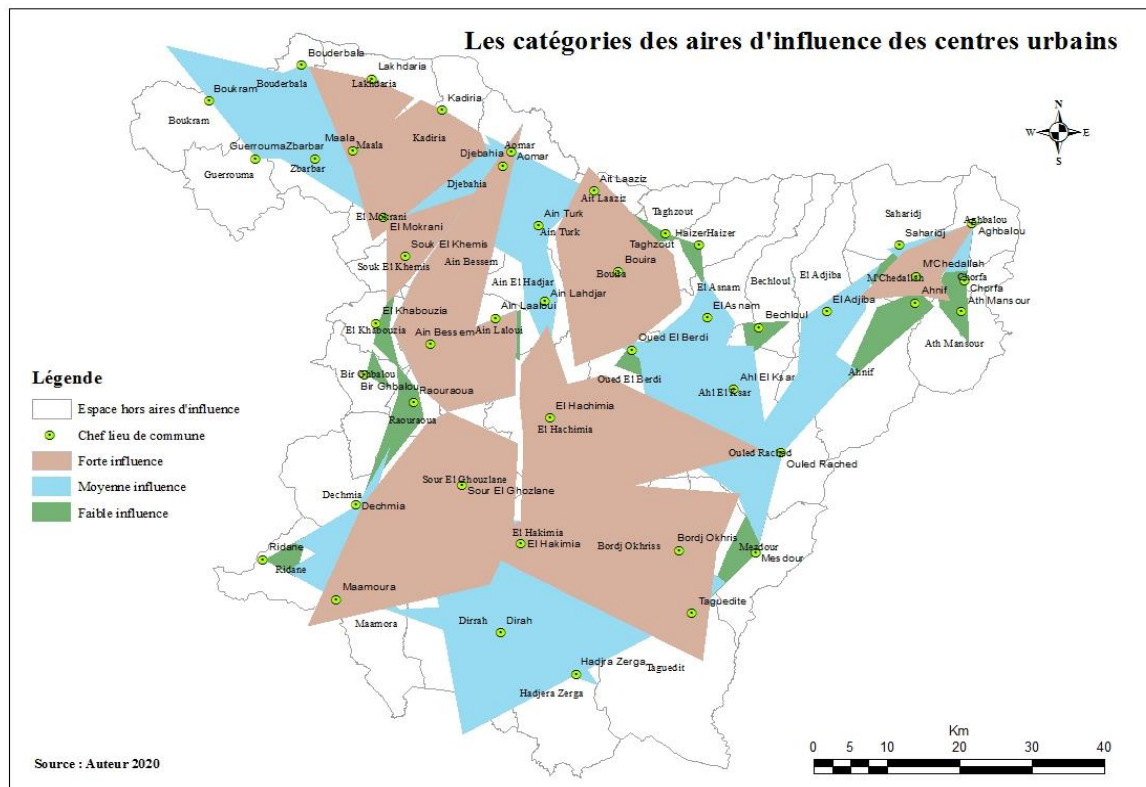 Les catégories des aires d'influence des centres urbains
Bouderbala
Lakhdaria
Bouderbala
Lakhdaria
Boukram
Boukram
Kadiria
Kadiria
N
W E
S
Guerrouma
Zbarbar
Maala
Maala
Guerrouma
Zbarbar
Djebahia
Aomar
Aomar
Djebahia
Ait Laaziz
Ait Laaziz
El Mokrani
El Mokrani
Ain Turk
Ain Turk
Taghzout
Taghzout
Haizer
Haizer
Saharidj
Saharidj
Aghbalou
Aghbalou
Souk El Khemis
Souk El Khemis
Ain Bessem
Bouira
Bouira
M'Chedallah
M'Chedallah
Chorfa
Chorfa
Ain El Hadjar
Ain Lahdjar
El Asnam
El Asnam
Bechloul
Bechloul
El Adjiba
El Adjiba
Ahnif
Ath Mansour
Ath Mansour
Ahnif
El Khabouzia
El Khabouzia
Ain Laaloui
Ain Laloui
Ain Bessem
Oued El Berdi
Oued El Berdi
Bir Ghbalou
Bir Ghbalou
Raouraoua
Raouraoua
Ahl El Ksar
Ahl El Ksar
El Hachimia
El Hachimia
Ouled Rached
Ouled Rached
Sour El Ghouzlane
Sour El Ghozlane
Dechmia
Dechmia
El Hakimia
El Hakimia
Bordj Okhriss
Bordj Okhris
Mezdour
Mesdour
Ridane
Ridane
Maamoura
Maamora
Taguedite
Taguedit
Dirrah
Dirah
Hadjra Zerga
Hadjera Zerga
Légende
Espace hors aires d'influence
Chef lieu de commune
Forte influence
Moyenne influence
Faible influence
Km
0 5 10 20 30 40
Source : Auteur 2020